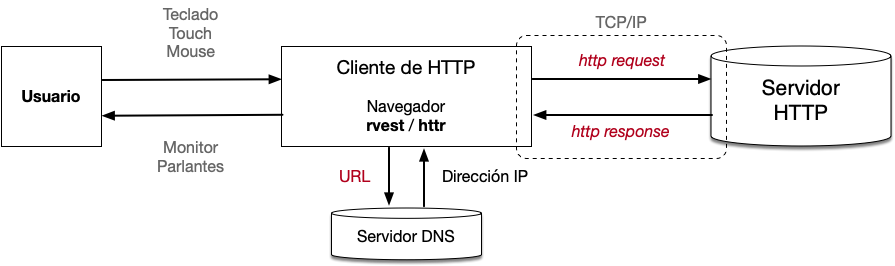 Teclado
Touch
Mouse
TCP/IP
Usuario
Cliente de HTTP
Navegador
rvest / httr
http request
http response
Servidor
HTTP
Monitor
Parlantes
URL
Dirección IP
Servidor DNS